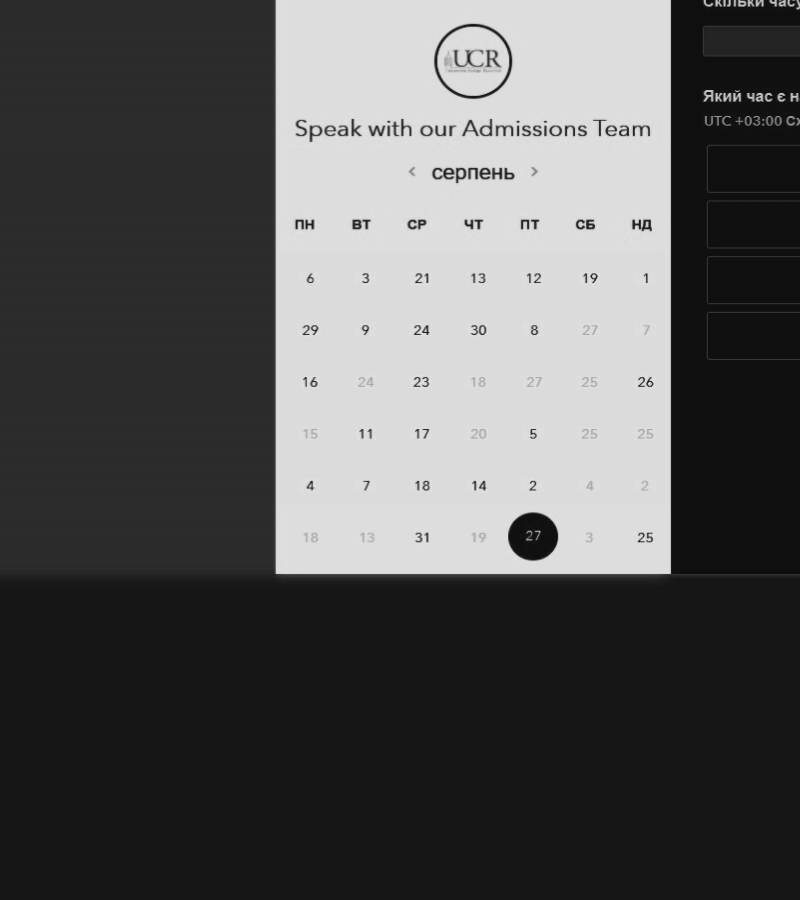 Скільки часу
UCR
Speak with our Admissions Team
серпень
ПН ВТ СР ЧТ ПТ СБ НД
6 3 21 13 12 19 1
29 9 24 30 8 27 7
16 24 23 18 27 25 26
15 11 17 20 5 25 25
4 7 18 14 2 4 2
18 13 31 19 27 3 25
Який час є н
UTC +03:00 Сх